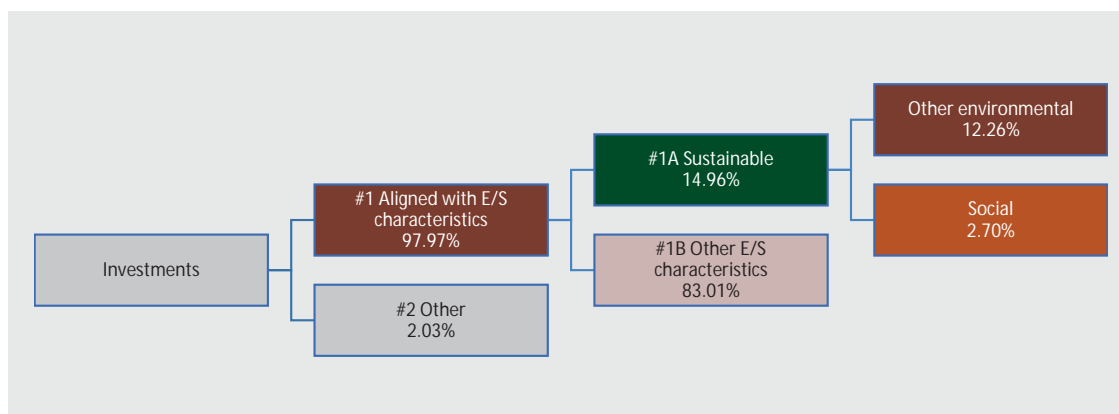 Investments
#1 Aligned with E/S
characteristics
97.97%
#2 Other
2.03%
#1A Sustainable
14.96%
#1B Other E/S
characteristics
83.01%
Other environmental
12.26%
Social
2.70%